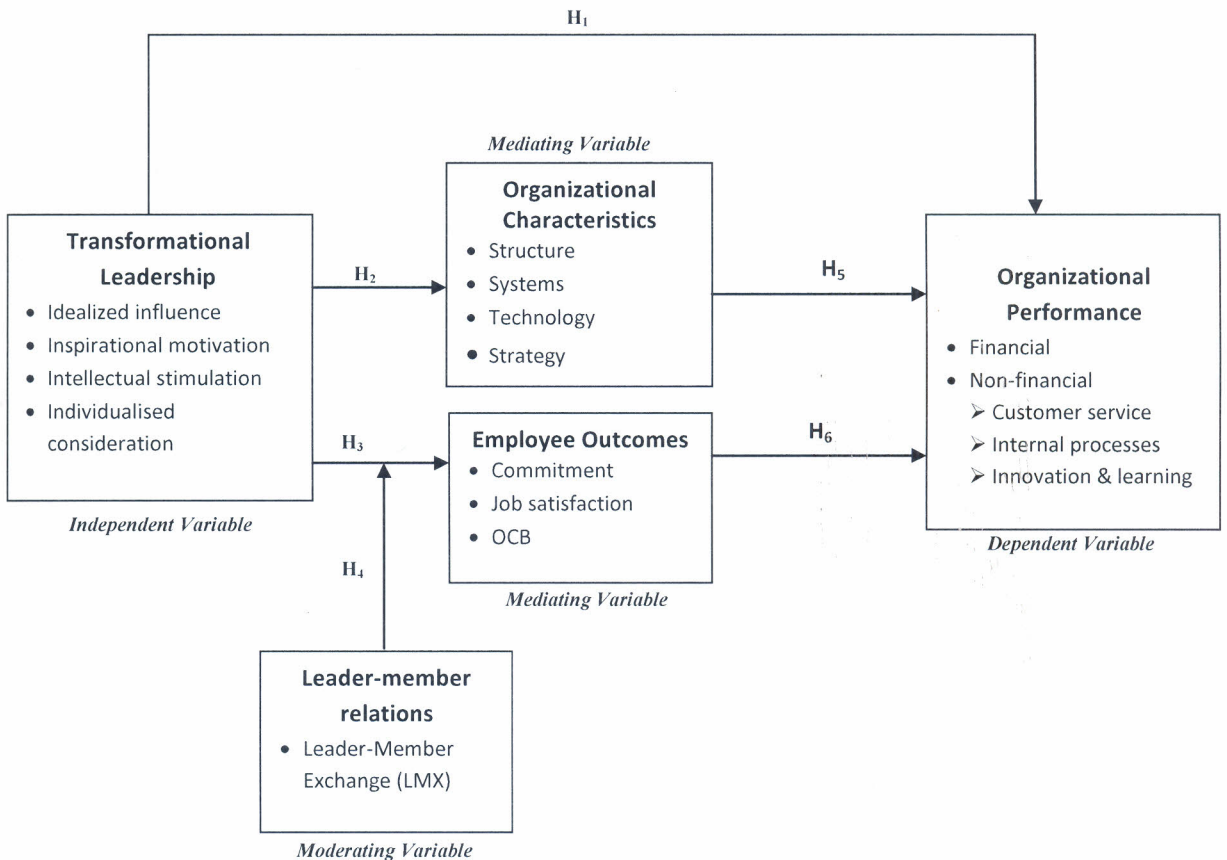 H₁
Mediating Variable
Organizational
Characteristics
• Structure
• Systems
• Technology
• Strategy
Transformational
Leadership
• Idealized influence
• Inspirational motivation
• Intellectual stimulation
• Individualised
consideration
Independent Variable
H₂
H₃
H₄
H₅
H₆
Employee Outcomes
• Commitment
• Job satisfaction
• OCB
Mediating Variable
Organizational
Performance
• Financial
• Non-financial
➢ Customer service
➢ Internal processes
➢ Innovation & learning
Dependent Variable
Leader-member
relations
• Leader-Member
Exchange (LMX)
Moderating Variable